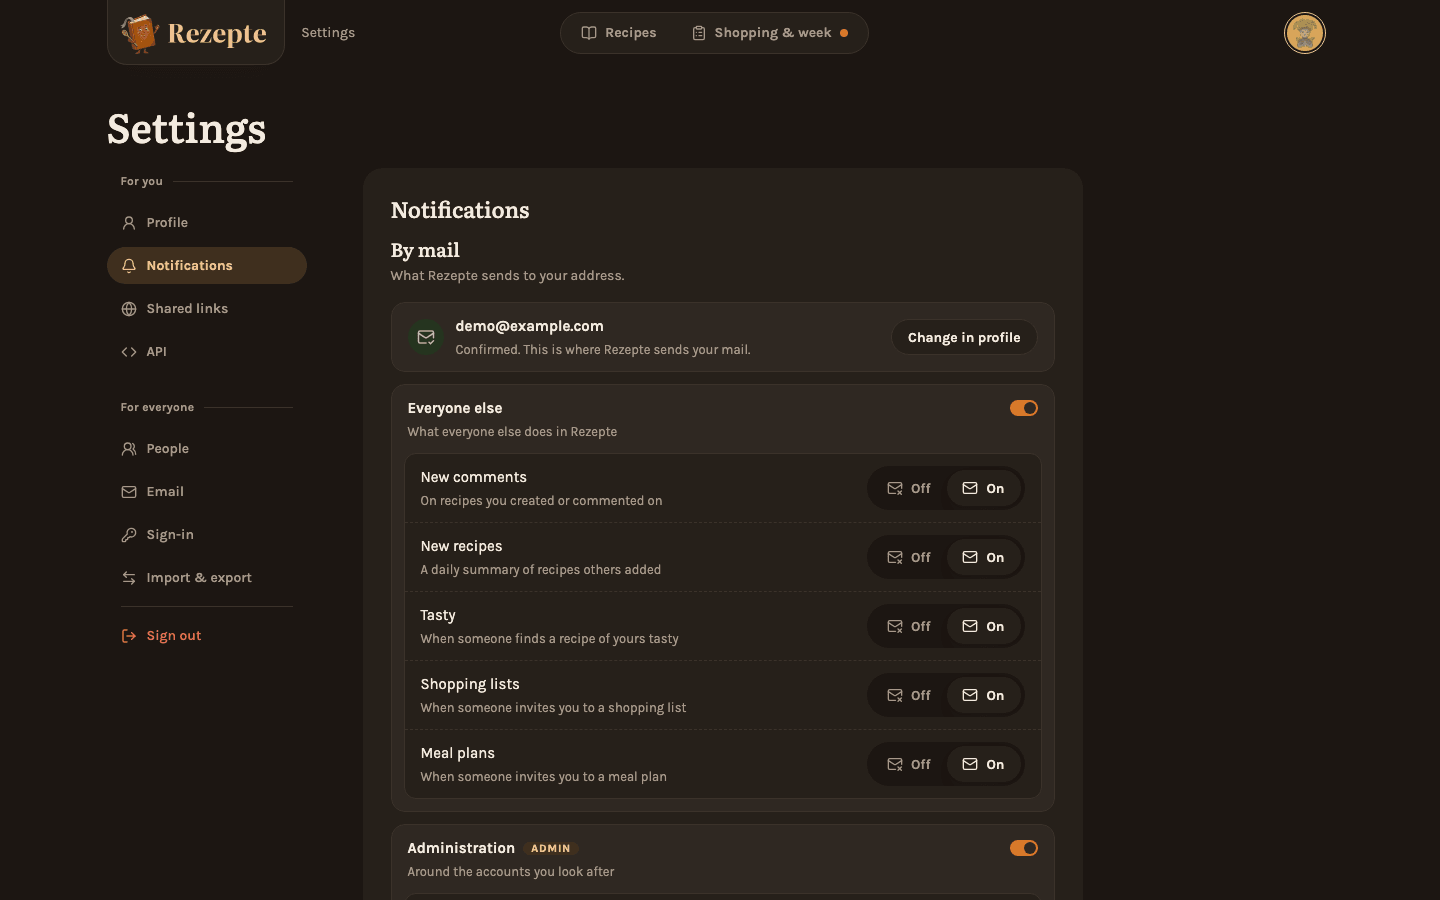 Rezepte
Settings
Recipes
Shopping & week
Settings
For you
Profile
Notifications
Shared links
API
For everyone
People
Email
Sign-in
Import & export
Sign out
Notifications
By mail
What Rezepte sends to your address.
demo@example.com
Confirmed. This is where Rezepte sends your mail.
Change in profile
Everyone else
What everyone else does in Rezepte
New comments
On recipes you created or commented on
Off On
New recipes
A daily summary of recipes others added
Off On
Tasty
When someone finds a recipe of yours tasty
Off On
Shopping lists
When someone invites you to a shopping list
Off On
Meal plans
When someone invites you to a meal plan
Off On
Administration ADMIN
Around the accounts you look after